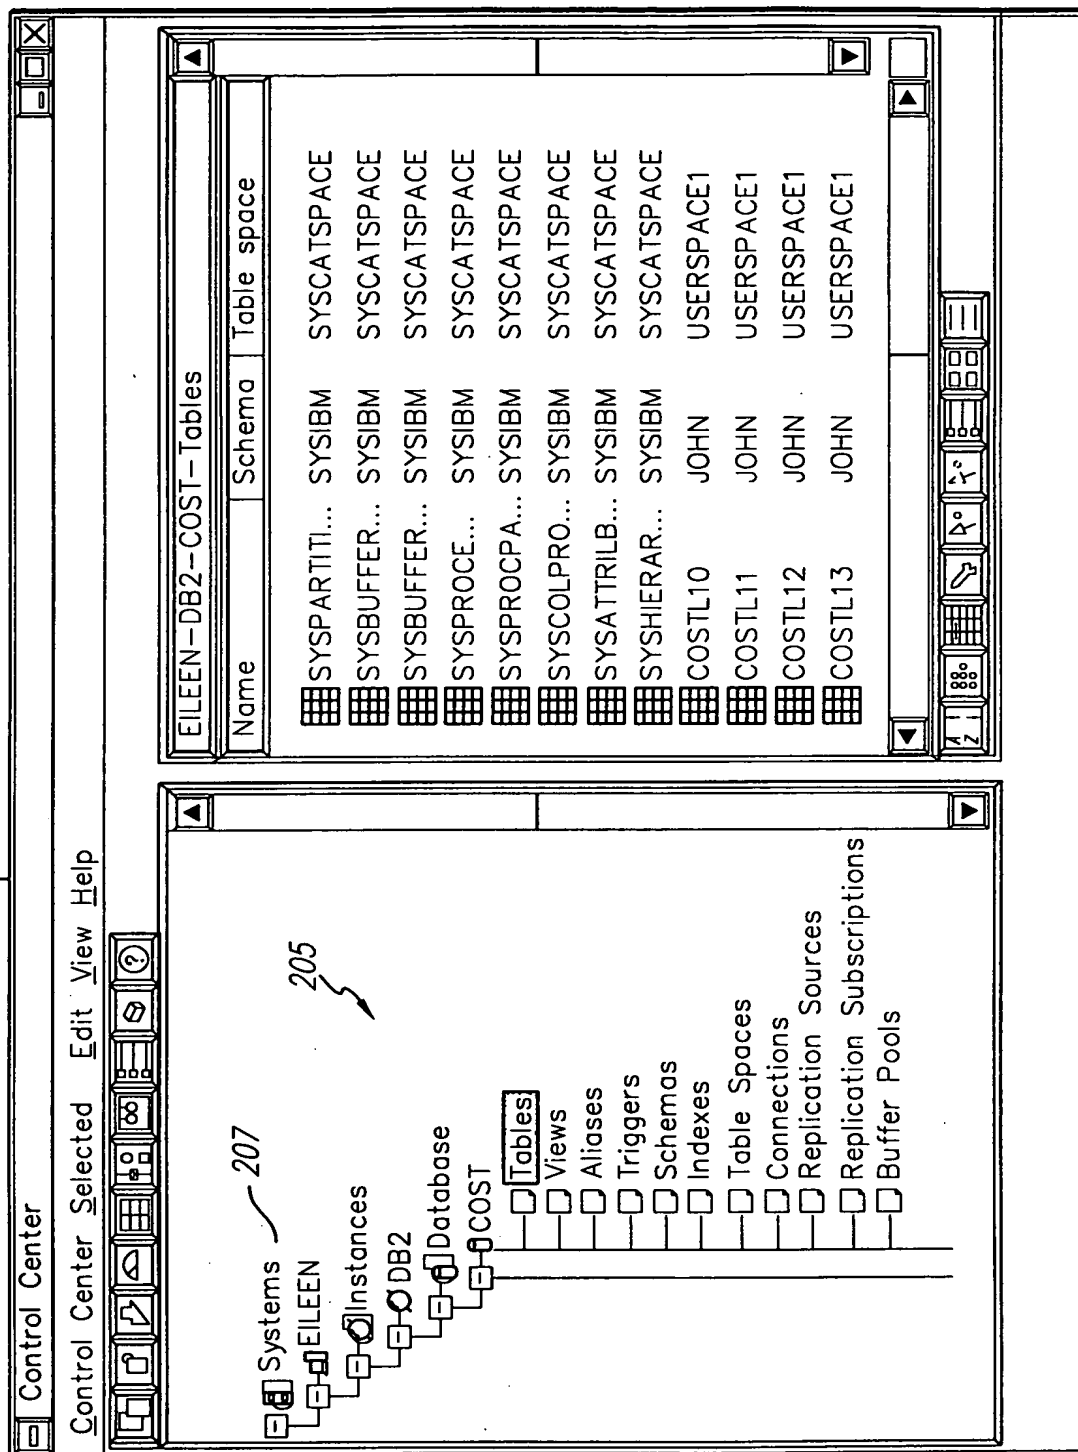 Control Center
Control Center Selected Edit View Help
207
Systems
EILEEN
Instances
DB2
Database
COST
205
Tables
Views
Aliases
Triggers
Schemas
Indexes
Table Spaces
Connections
Replication Sources
Replication Subscriptions
Buffer Pools
EILEEN-DB2-COST-Tables
Name Schema Table space
SYSPARTITI... SYSIBM SYSCATSPACE
SYSBUFFER... SYSIBM SYSCATSPACE
SYSBUFFER... SYSIBM SYSCATSPACE
SYSPROCE... SYSIBM SYSCATSPACE
SYSPROCPA... SYSIBM SYSCATSPACE
SYSCOLPRO... SYSIBM SYSCATSPACE
SYSATTRILB... SYSIBM SYSCATSPACE
SYSHIERAR... SYSIBM SYSCATSPACE
COSTL10 JOHN USERSPACE1
COSTL11 JOHN USERSPACE1
COSTL12 JOHN USERSPACE1
COSTL13 JOHN USERSPACE1
A
Z